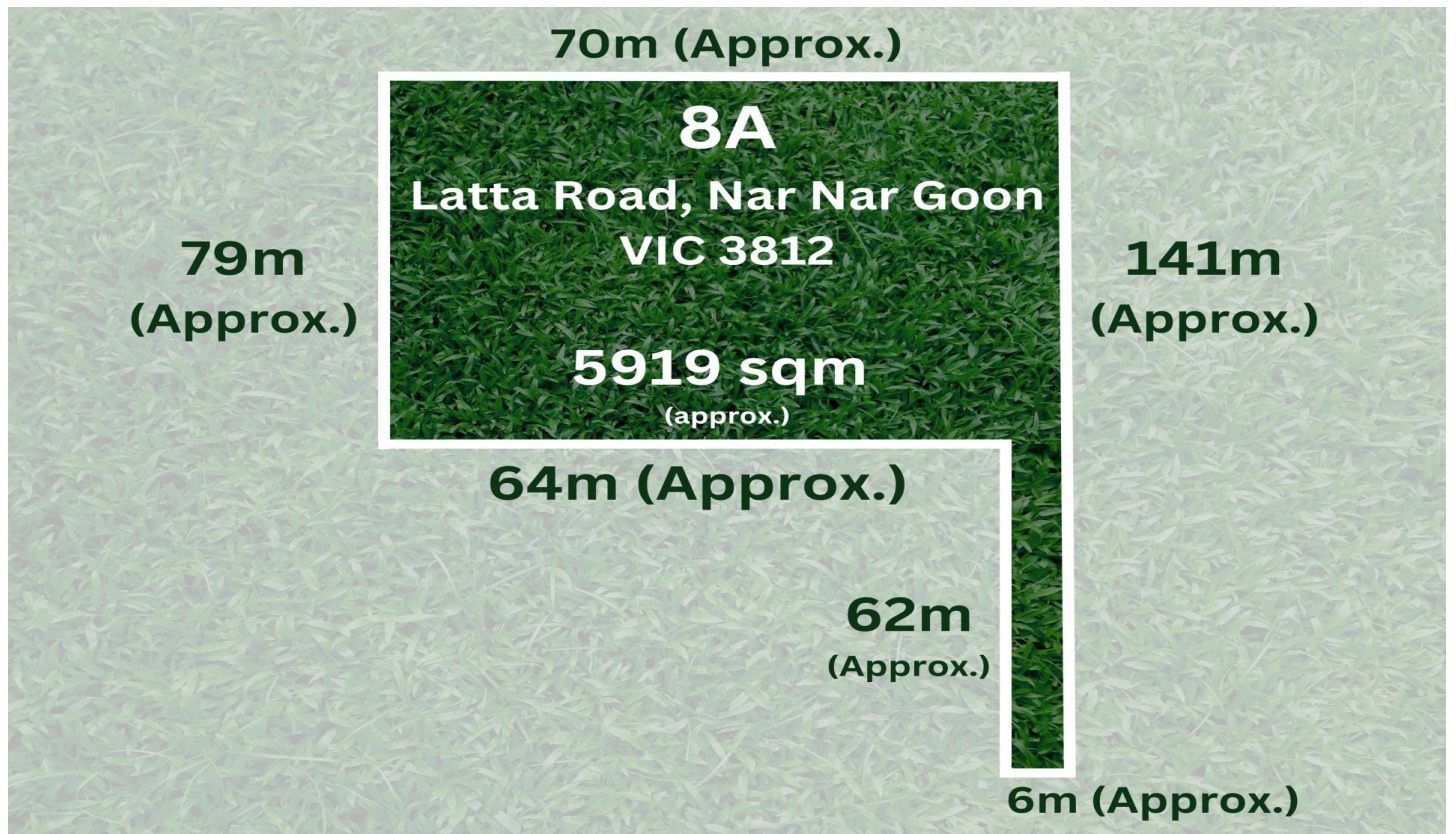 70m (Approx.)
8A
Latta Road, Nar Nar Goon
VIC 3812
79m
(Approx.)
141m
(Approx.)
5919 sqm
(approx.)
64m (Approx.)
62m
(Approx.)
6m (Approx.)